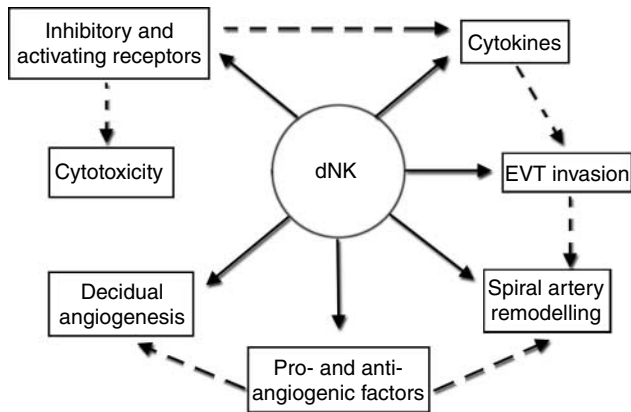 Inhibitory and
activating receptors
Cytokines
Cytotoxicity
dNK
EVT invasion
Decidual
angiogenesis
Spiral artery
remodelling
Pro- and anti-
angiogenic factors